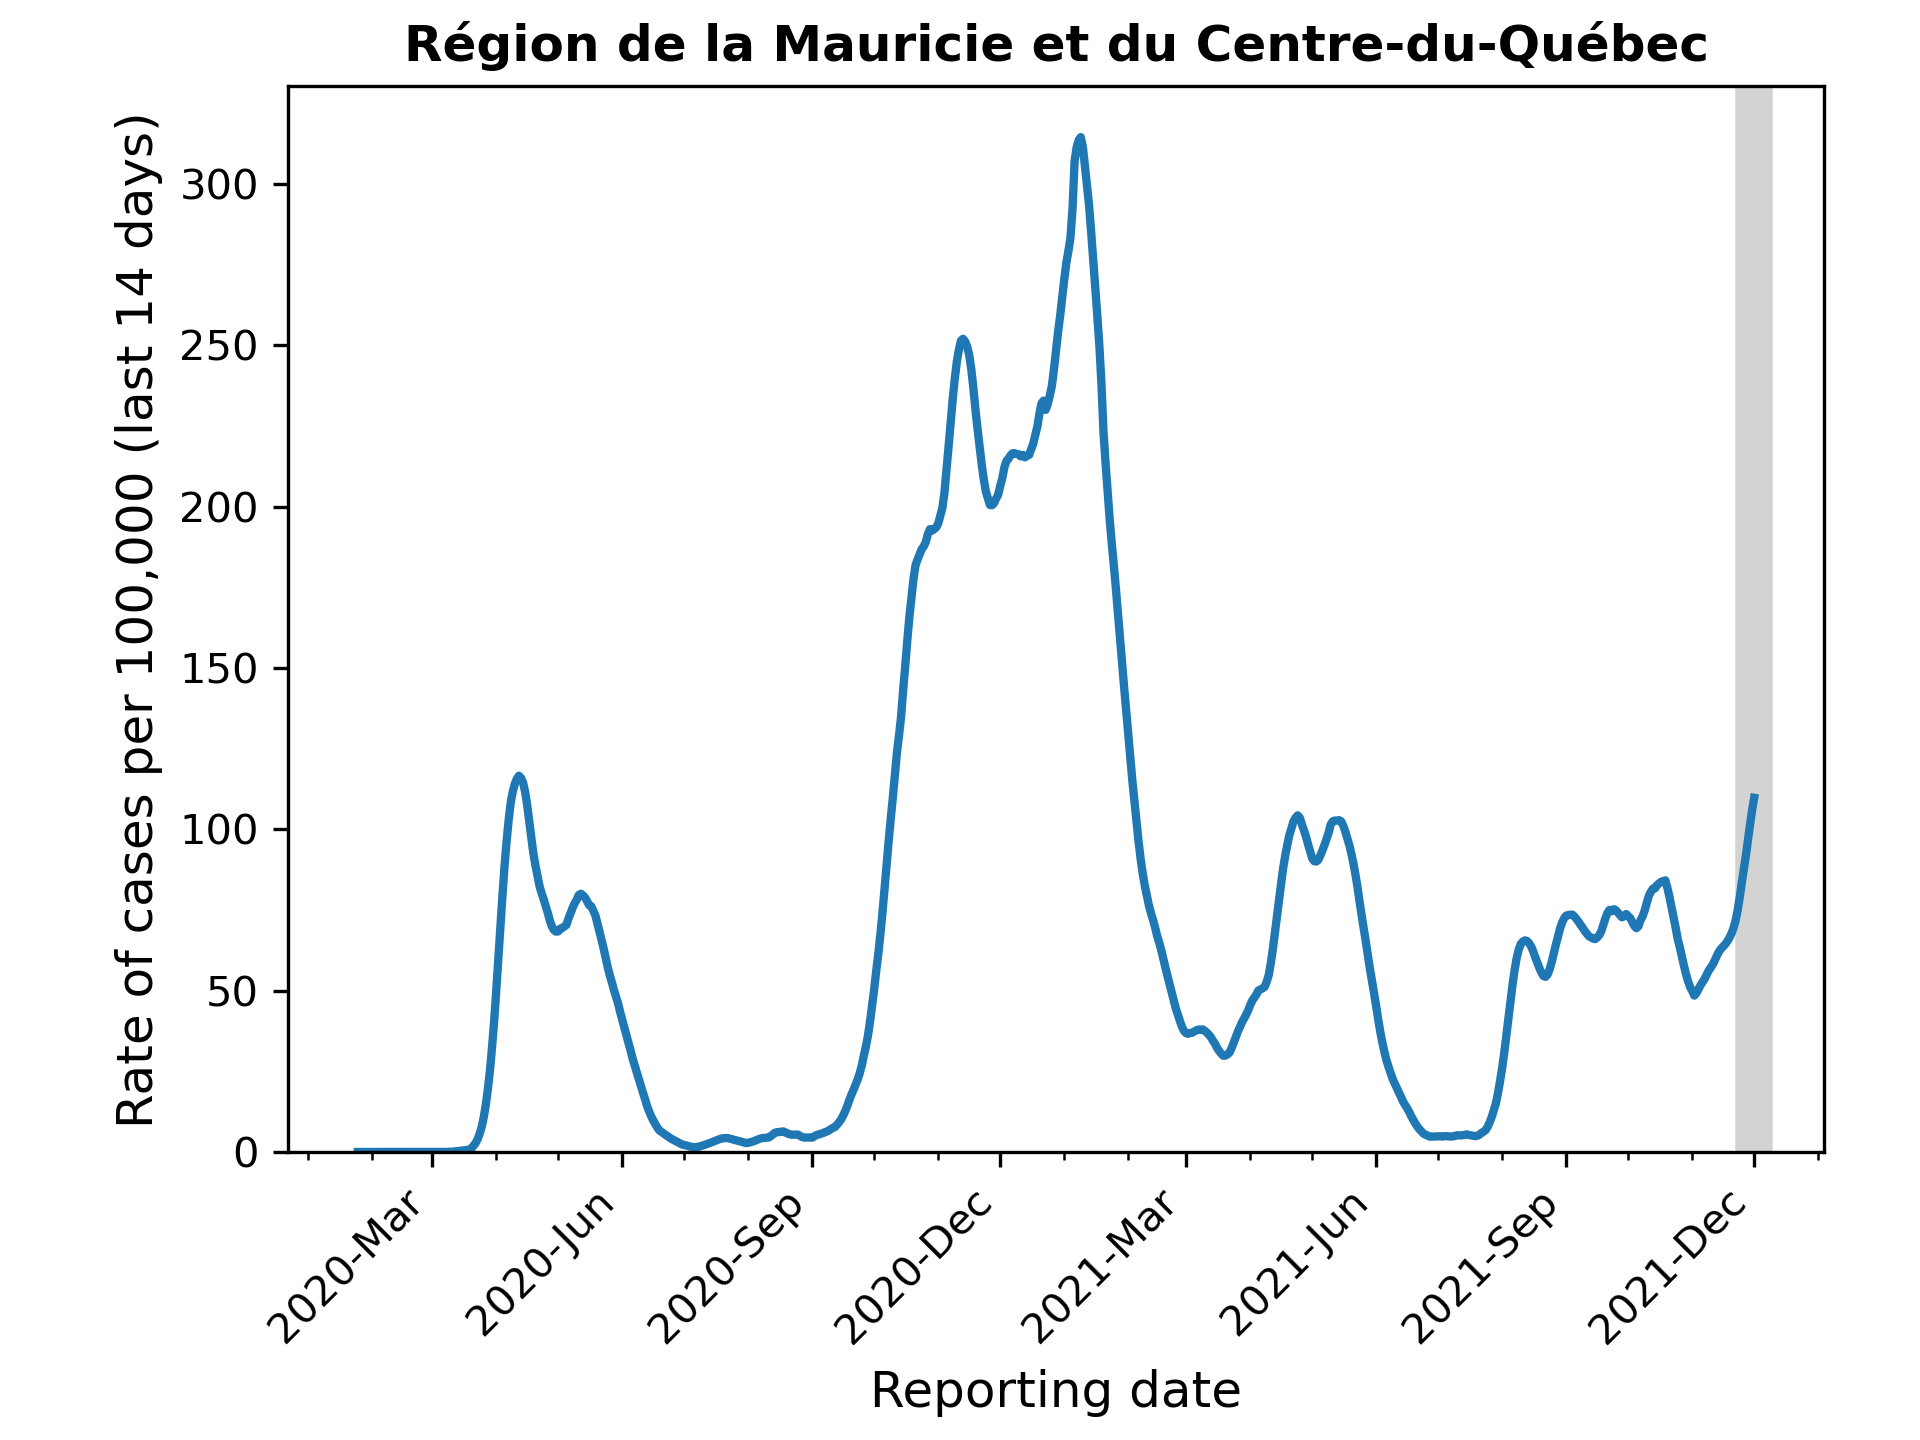 Région de la Mauricie et du Centre-du-Québec
Rate of cases per 100,000 (last 14 days)
300
250
200
150
100
50
0
2020-Mar
2020-Jun
2020-Sep
2020-Dec
2021-Mar
2021-Jun
2021-Sep
2021-Dec
Reporting date